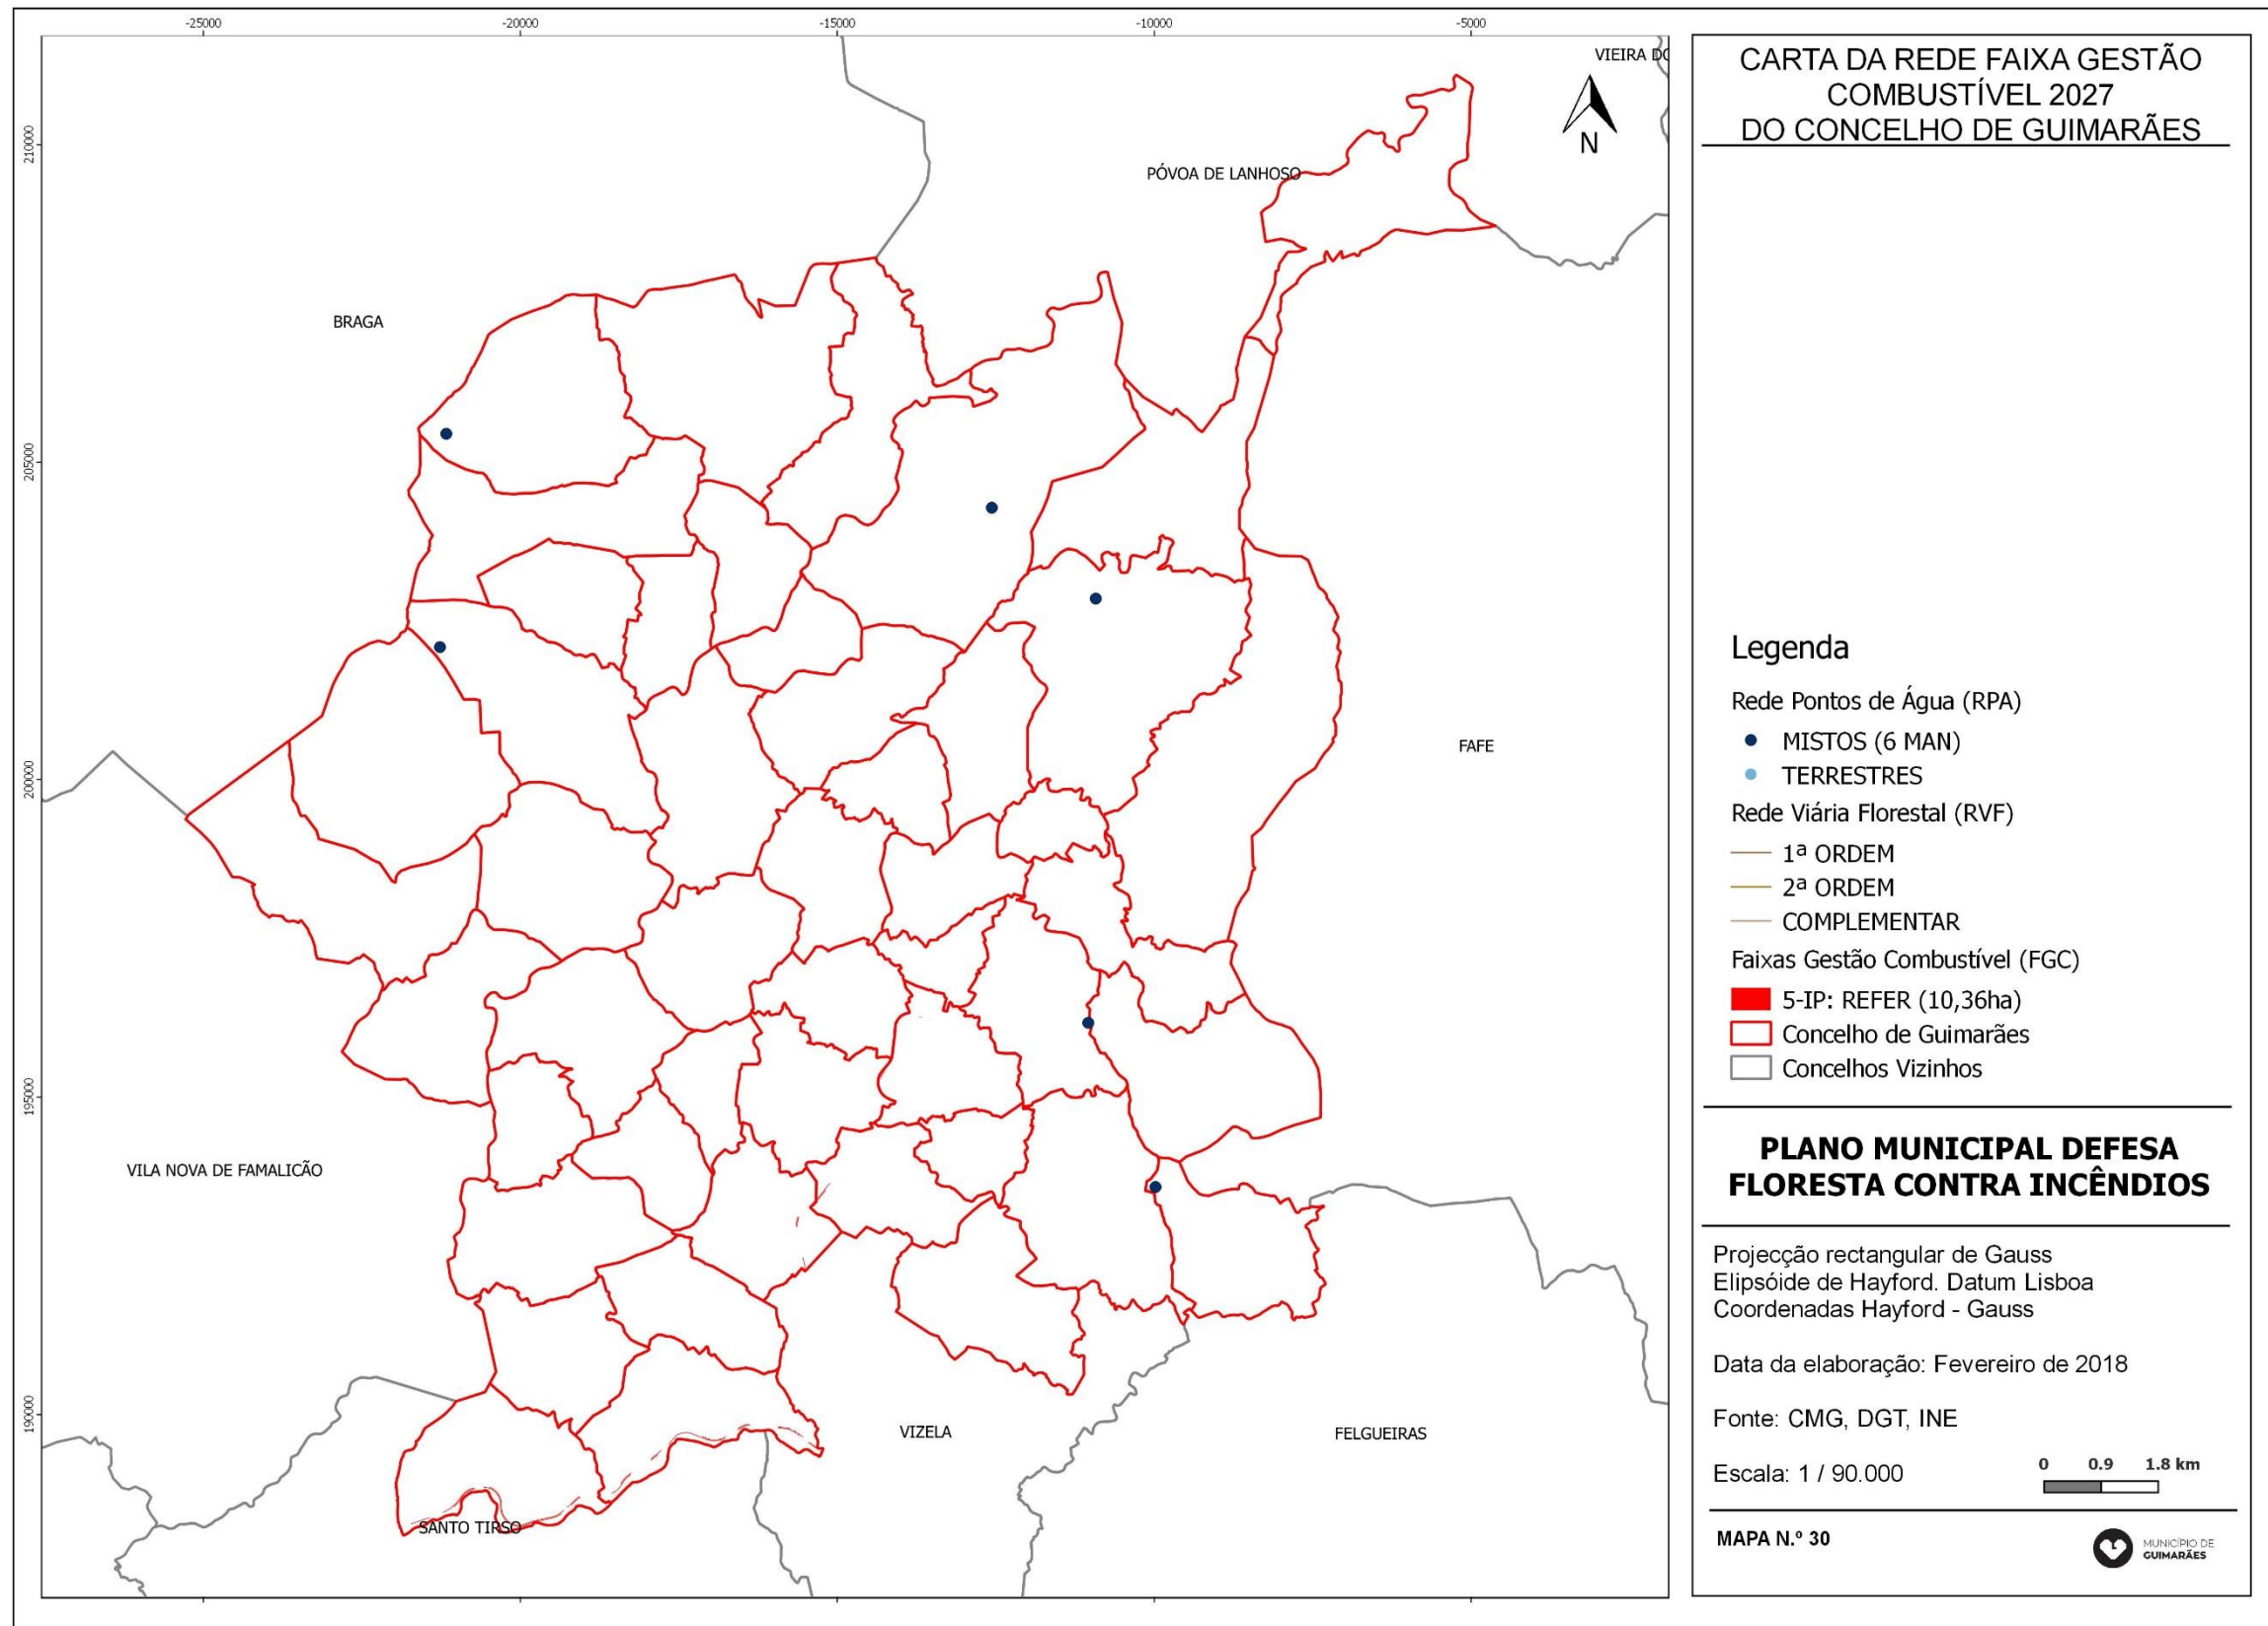 -25000
-20000
-15000
-10000
-5000
210000
205000
200000
195000
190000
VIEIRA DO
PÓVOA DE LANHOSO
N
BRAGA
FAFE
VILA NOVA DE FAMALICÃO
VIZELA
FELGUEIRAS
SANTO TIRSO
CARTA DA REDE FAIXA GESTÃO
COMBUSTÍVEL 2027
DO CONCELHO DE GUIMARÃES
Legenda
Rede Pontos de Água (RPA)
MISTOS (6 MAN)
TERRESTRES
Rede Viária Florestal (RVF)
1ª ORDEM
2ª ORDEM
COMPLEMENTAR
Faixas Gestão Combustível (FGC)
5-IP: REFER (10,36ha)
Concelho de Guimarães
Concelhos Vizinhos
PLANO MUNICIPAL DEFESA
FLORESTA CONTRA INCÊNDIOS
Projecção rectangular de Gauss
Elipsóide de Hayford. Datum Lisboa
Coordenadas Hayford - Gauss
Data da elaboração: Fevereiro de 2018
Fonte: CMG, DGT, INE
Escala: 1 / 90.000
0 0.9 1.8 km
MAPA N.º 30
MUNICÍPIO DE
GUIMARÃES